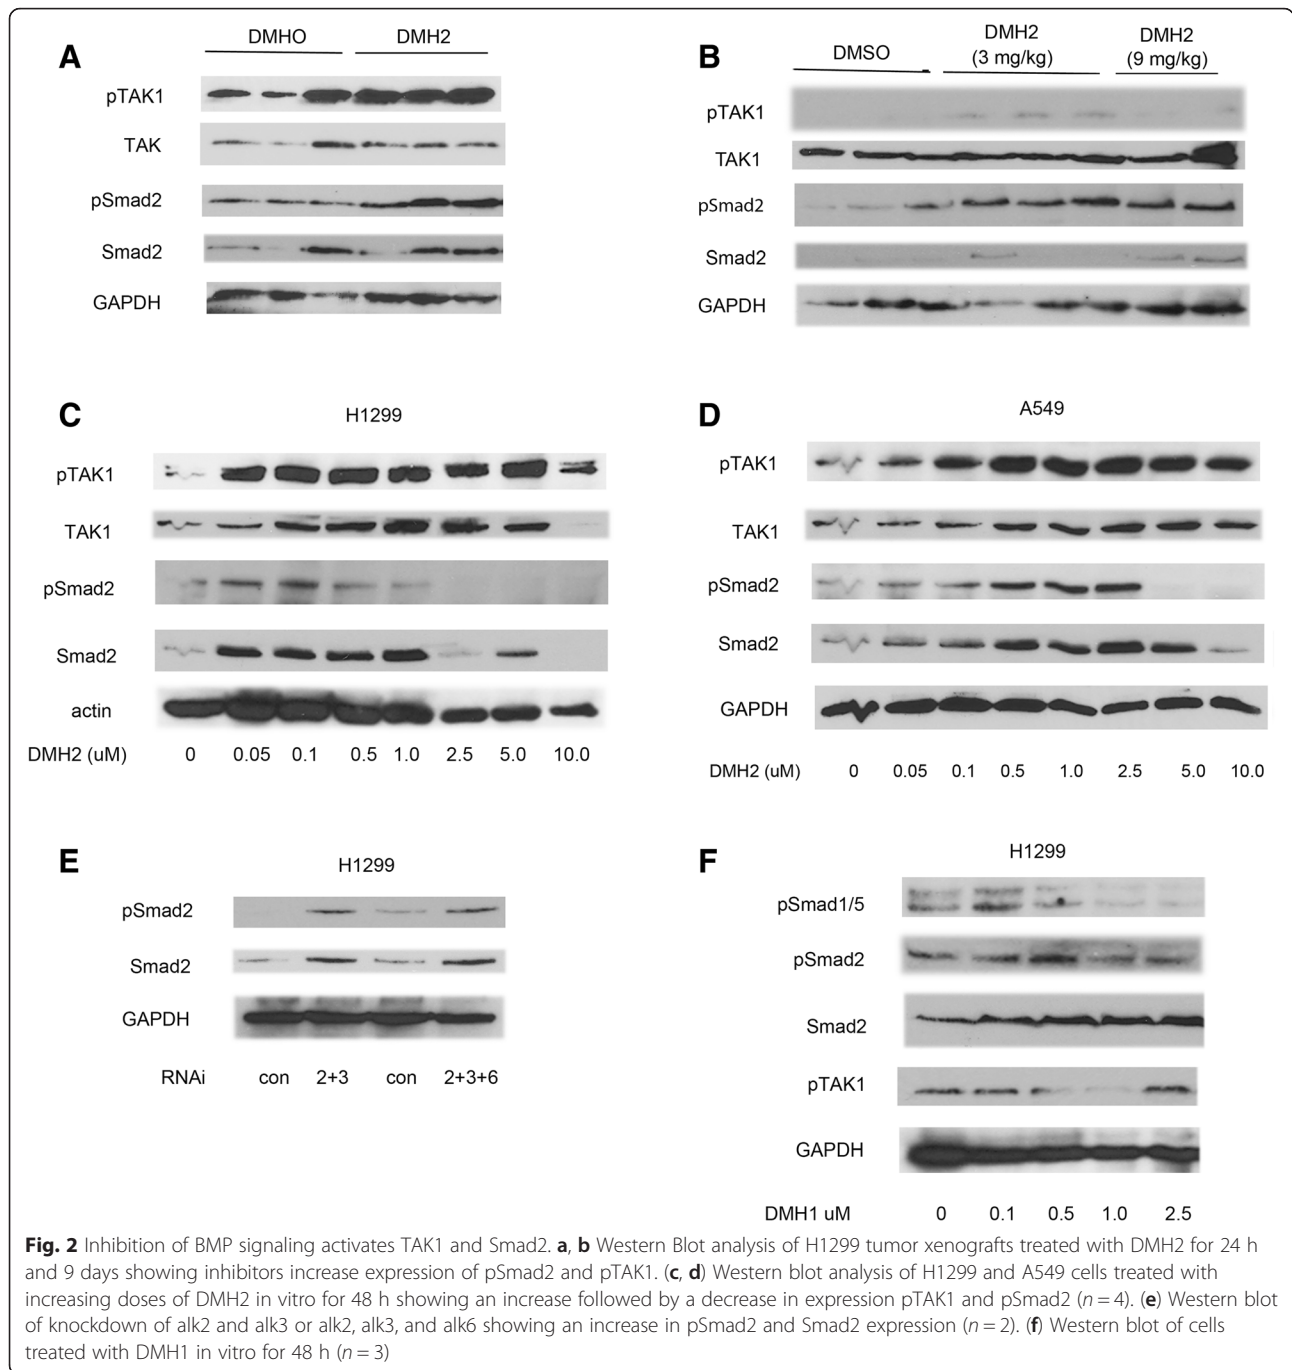 A
DMHO DMH2
pTAK1
TAK
pSmad2
Smad2
GAPDH
B
DMSO DMH2 (3 mg/kg) DMH2 (9 mg/kg)
pTAK1
TAK1
pSmad2
Smad2
GAPDH
C
H1299
pTAK1
TAK1
pSmad2
Smad2
actin
DMH2 (uM) 0 0.05 0.1 0.5 1.0 2.5 5.0 10.0
D
A549
pTAK1
TAK1
pSmad2
Smad2
GAPDH
DMH2 (uM) 0 0.05 0.1 0.5 1.0 2.5 5.0 10.0
E
H1299
pSmad2
Smad2
GAPDH
RNAi con 2+3 con 2+3+6
F
H1299
pSmad1/5
pSmad2
Smad2
pTAK1
GAPDH
DMH1 uM 0 0.1 0.5 1.0 2.5
Fig. 2 Inhibition of BMP signaling activates TAK1 and Smad2. a, b Western Blot analysis of H1299 tumor xenografts treated with DMH2 for 24 h
and 9 days showing inhibitors increase expression of pSmad2 and pTAK1. (c, d) Western blot analysis of H1299 and A549 cells treated with
increasing doses of DMH2 in vitro for 48 h showing an increase followed by a decrease in expression pTAK1 and pSmad2 (n = 4). (e) Western blot
of knockdown of alk2 and alk3 or alk2, alk3, and alk6 showing an increase in pSmad2 and Smad2 expression (n = 2). (f) Western blot of cells
treated with DMH1 in vitro for 48 h (n = 3)